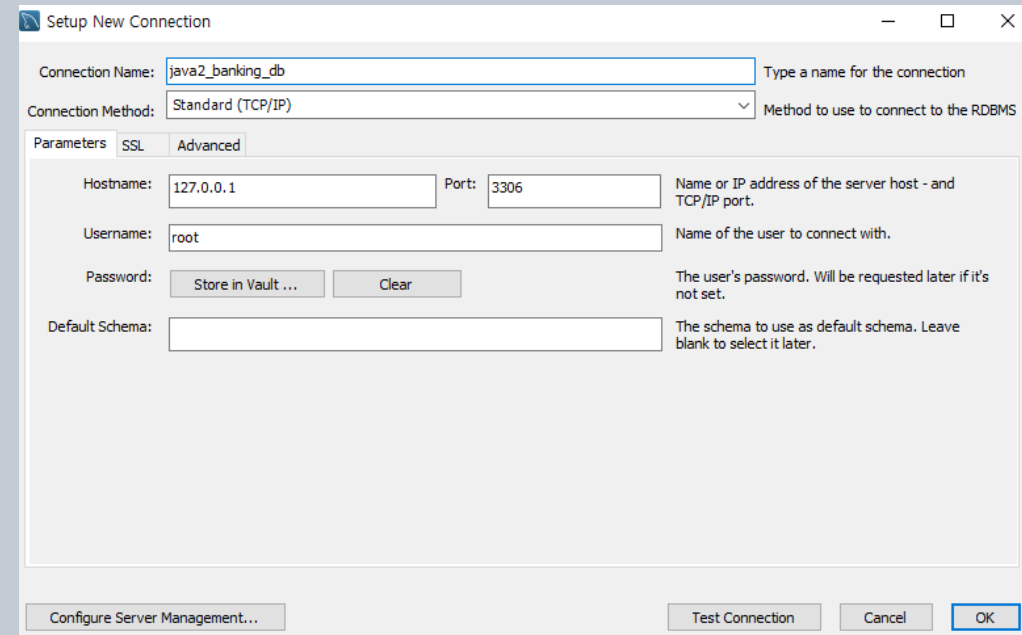 Setup New Connection
Connection Name: java2_banking_db Type a name for the connection
Connection Method: Standard (TCP/IP) Method to use to connect to the RDBMS
Parameters SSL Advanced
Hostname: 127.0.0.1 Port: 3306 Name or IP address of the server host - and
TCP/IP port.
Username: root Name of the user to connect with.
Password: Store in Vault ... Clear The user's password. Will be requested later if it's
not set.
Default Schema: The schema to use as default schema. Leave
blank to select it later.
Configure Server Management... Test Connection Cancel OK